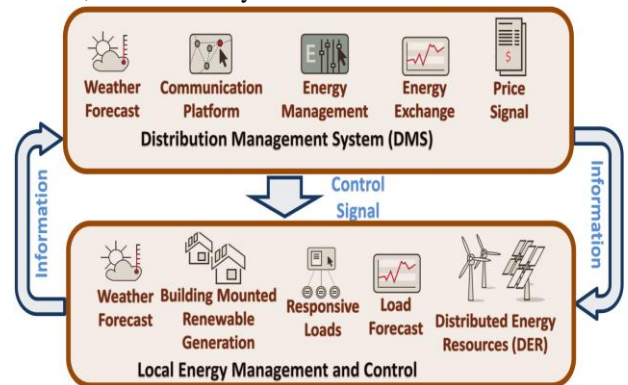 Weather
Forecast
Communication
Platform
E
Energy
Management
Energy
Exchange
$
Price
Signal
Distribution Management System (DMS)
Information
Control
Signal
Information
Weather
Forecast
Building Mounted
Renewable
Generation
Responsive
Loads
Load
Forecast
Distributed Energy
Resources (DER)
Local Energy Management and Control